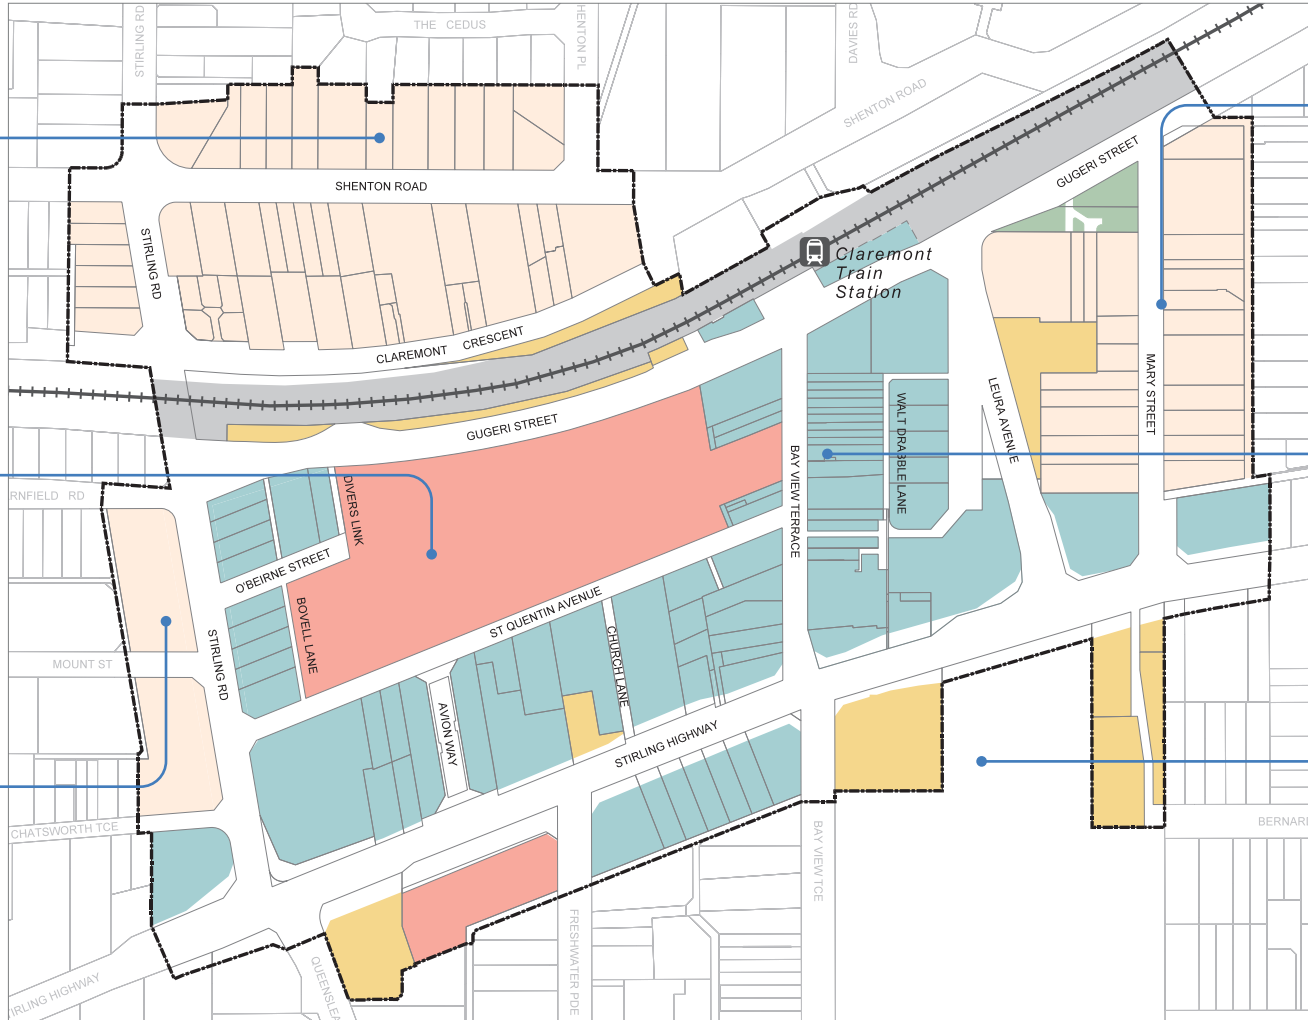 THE CEDUS
STIRLING RD
HENTON PL
DAVIES RD
SHENTON ROAD
GUGERI STREET
SHENTON ROAD
STIRLING RD
Claremont
Train
Station
CLAREMONT CRESCENT
GUGERI STREET
MARY STREET
LEURA AVENUE
WALT DRABBLE LANE
BAY VIEW TERRACE
RNFIELD RD
DIVERS LINK
O'BEIRNE STREET
BOVELL LANE
ST QUENTIN AVENUE
CHURCH LANE
MOUNT ST
STIRLING RD
AVION WAY
STIRLING HIGHWAY
CHATSWORTH TCE
BAY VIEW TCE
BERNARD
FRESHWATER PDE
QUEENSLEA
TIRLING HIGHWAY